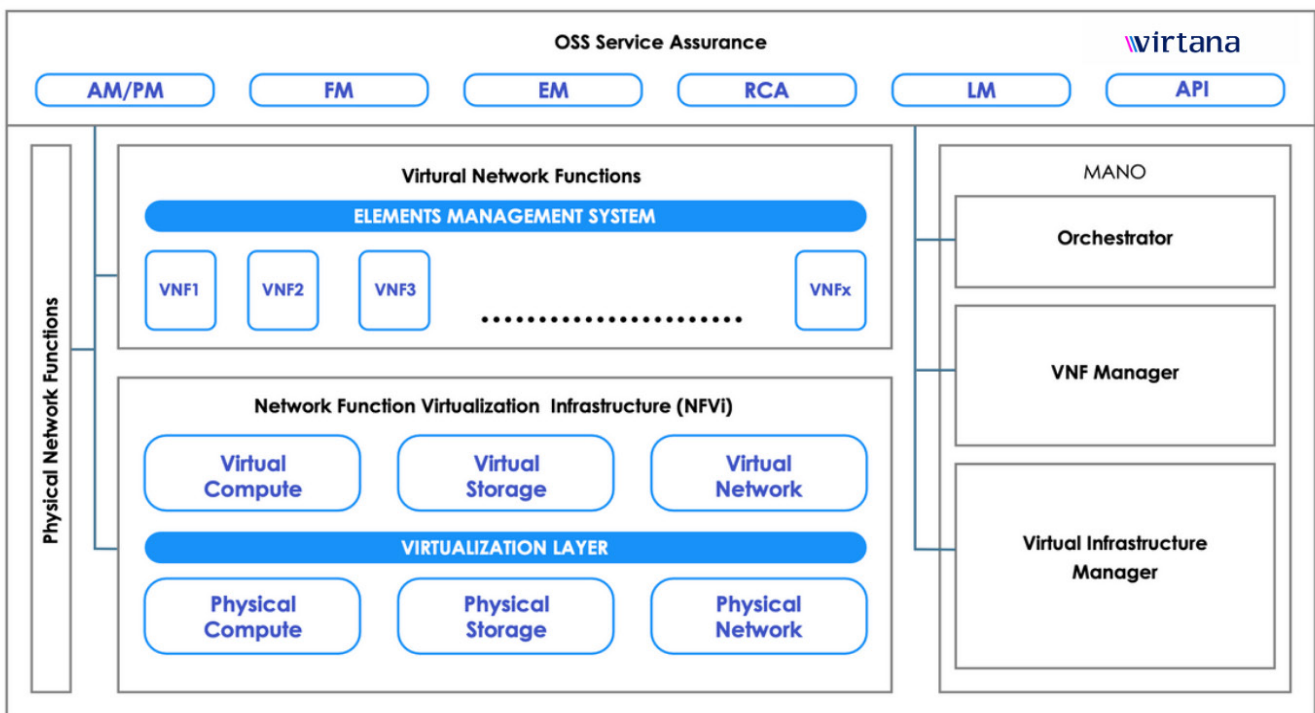 OSS Service Assurance
virtana
AM/PM
FM
EM
RCA
LM
API
Physical Network Functions
Virtural Network Functions
ELEMENTS MANAGEMENT SYSTEM
VNF1
VNF2
VNF3
........................
VNFx
Network Function Virtualization Infrastructure (NFVi)
Virtual
Compute
Virtual
Storage
Virtual
Network
VIRTUALIZATION LAYER
Physical
Compute
Physical
Storage
Physical
Network
MANO
Orchestrator
VNF Manager
Virtual Infrastructure
Manager